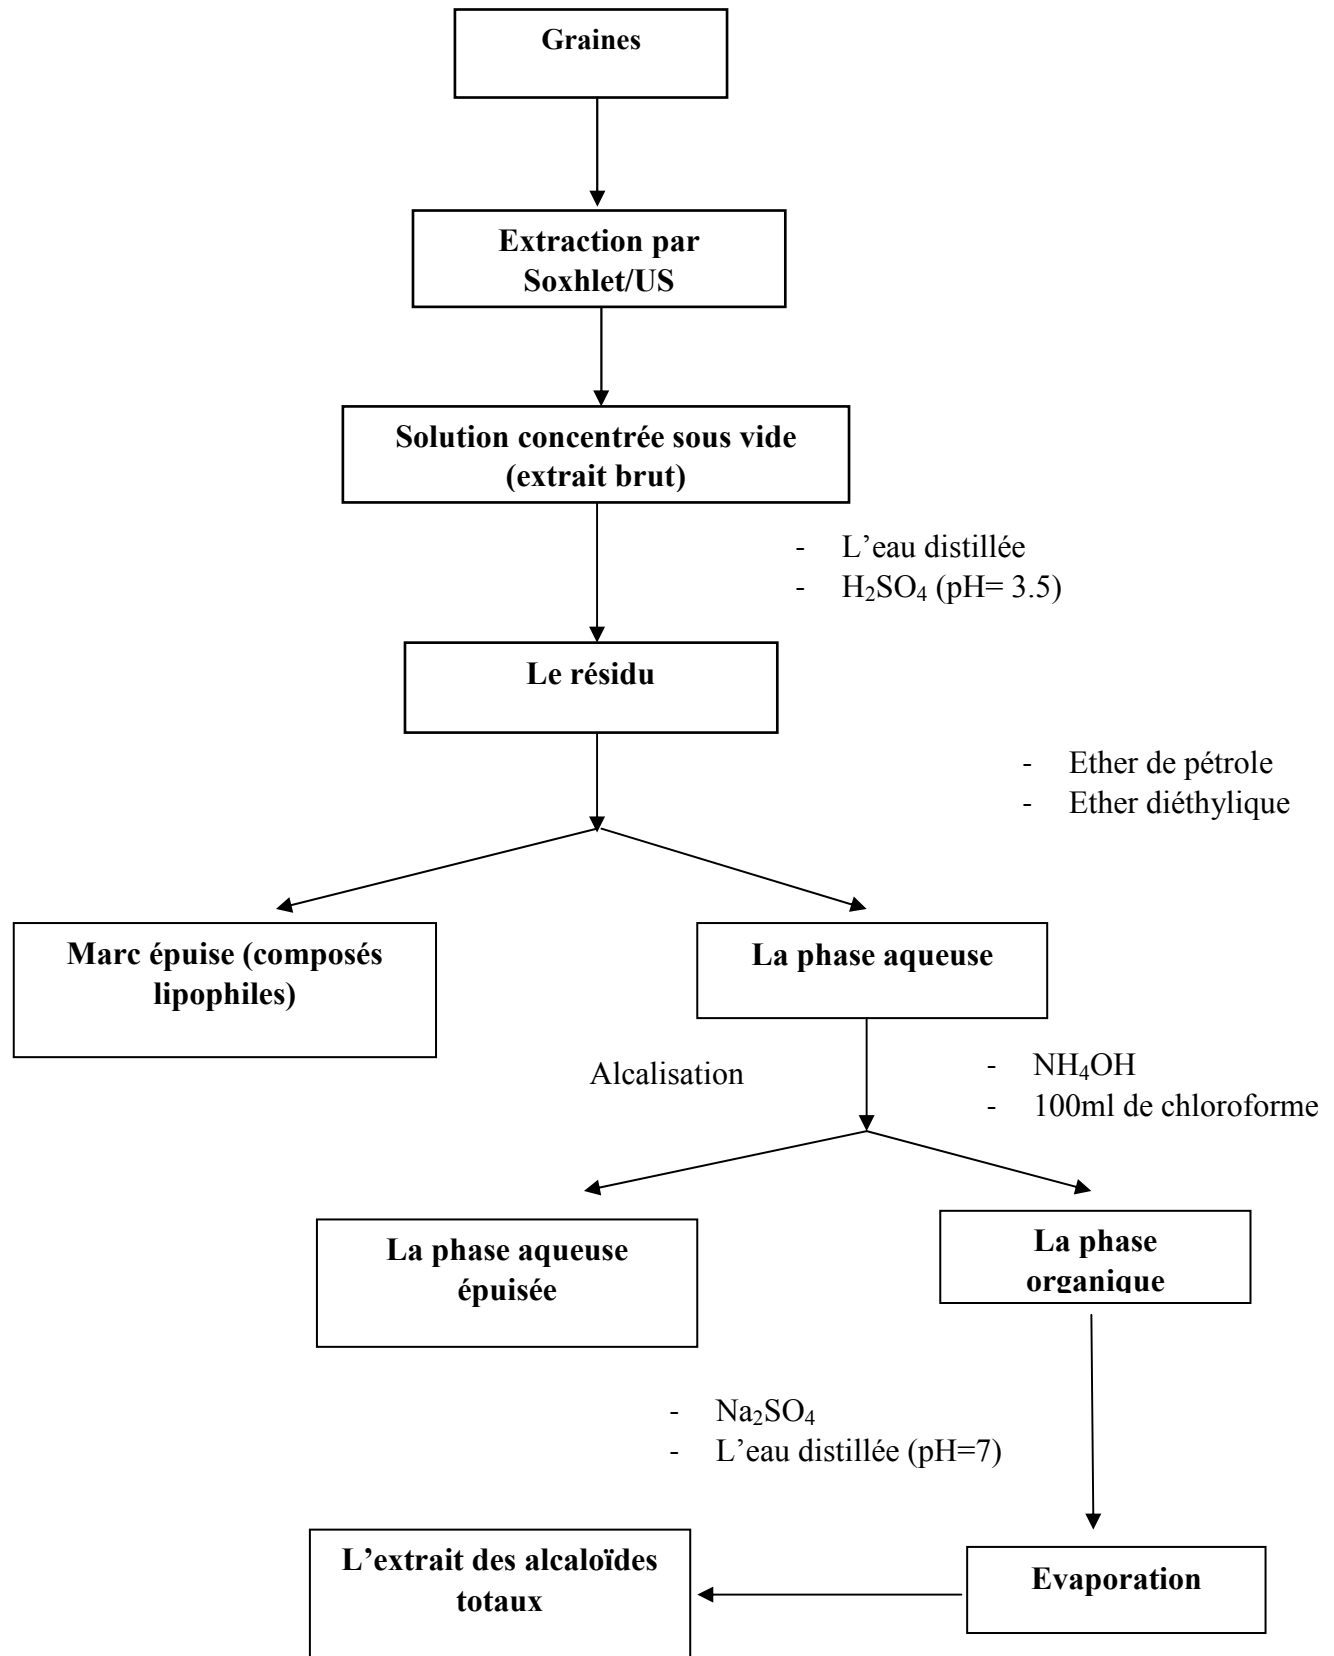 Graines
Extraction par
Soxhlet/US
Solution concentrée sous vide
(extrait brut)
- L’eau distillée
- H₂SO₄ (pH= 3.5)
Le résidu
- Ether de pétrole
- Ether diéthylique
Marc épuise (composés
lipophiles)
La phase aqueuse
Alcalisation
- NH₄OH
- 100ml de chloroforme
La phase aqueuse
épuisée
La phase
organique
- Na₂SO₄
- L’eau distillée (pH=7)
L’extrait des alcaloïdes
totaux
Evaporation